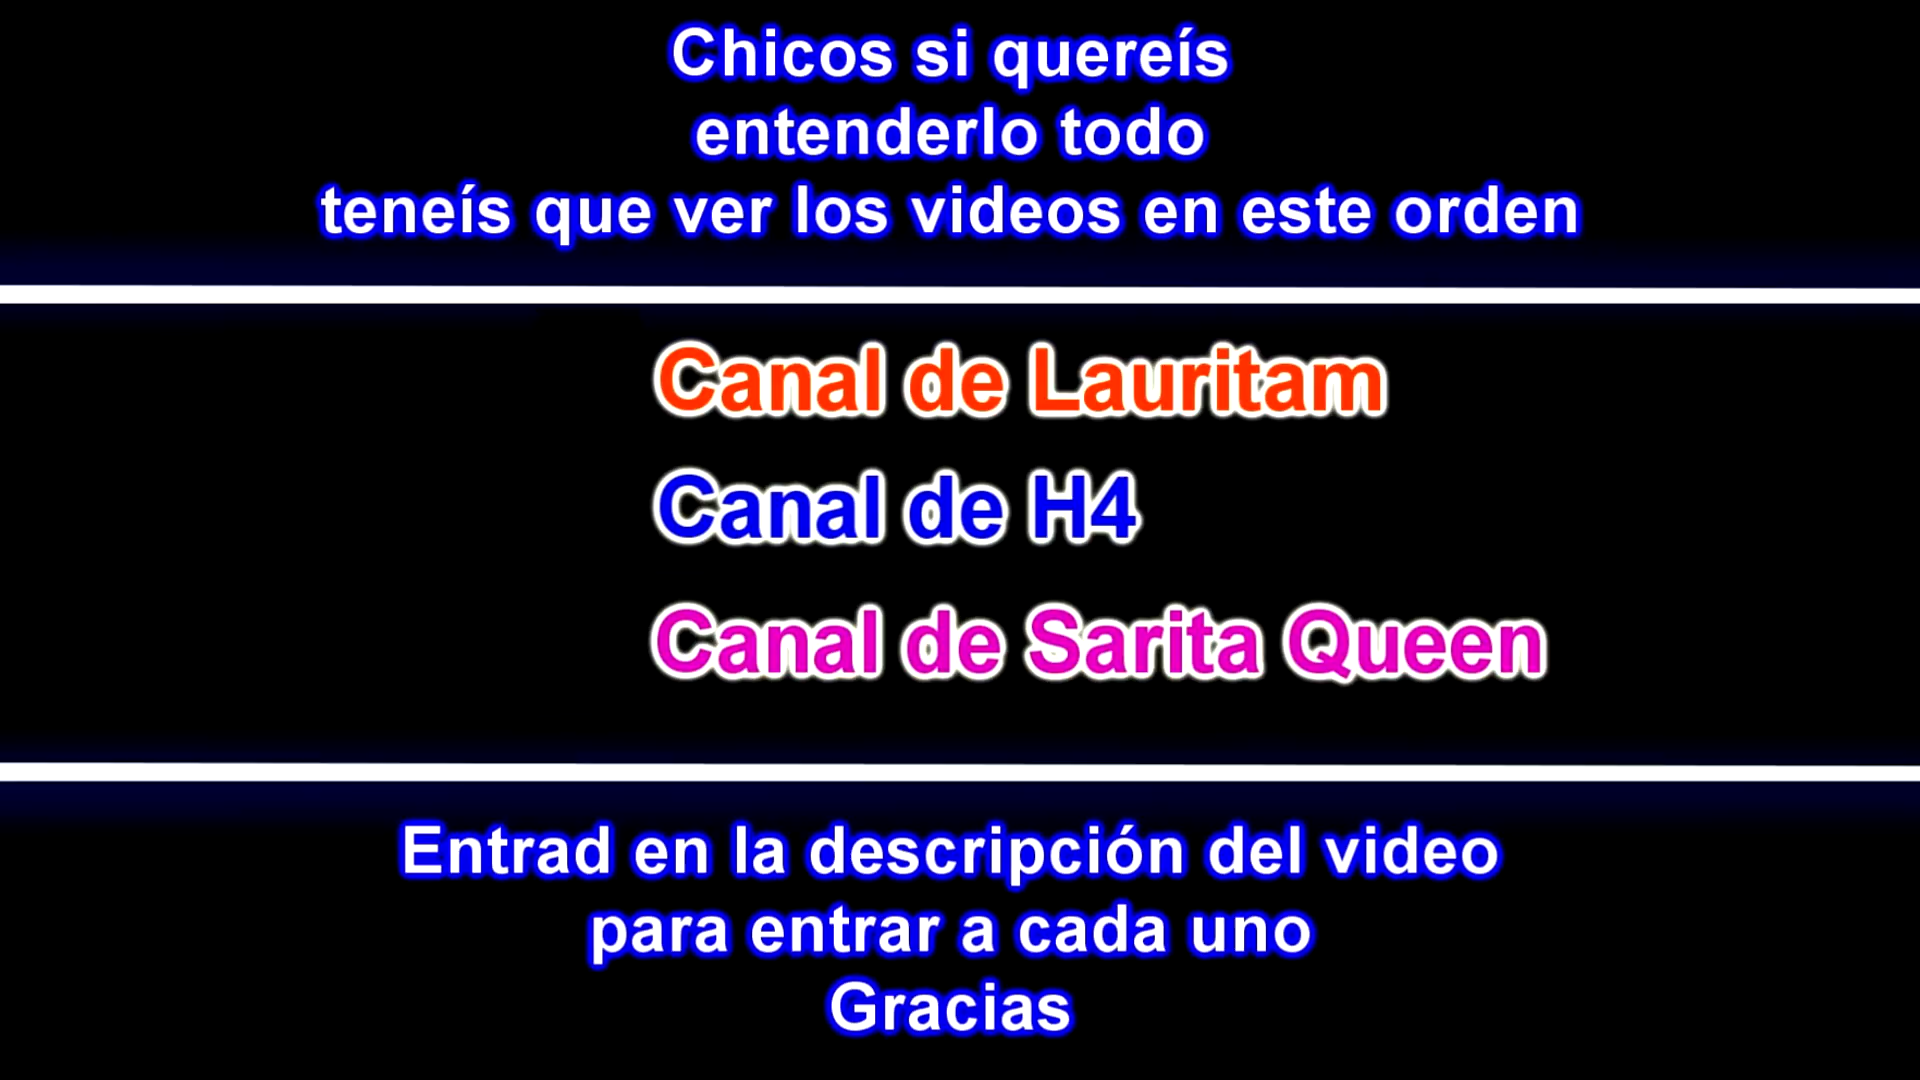 Chicos si quereís
entenderlo todo
teneís que ver los videos en este orden
Canal de Lauritam
Canal de H4
Canal de Sarita Queen
Entrad en la descripción del video
para entrar a cada uno
Gracias